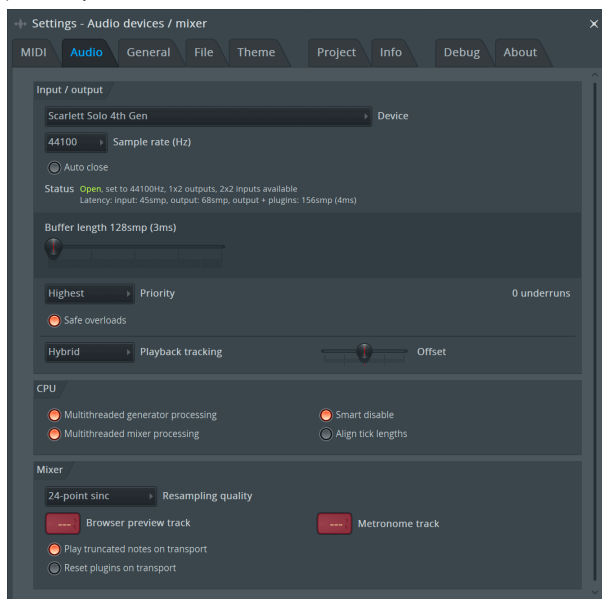 Settings - Audio devices / mixer
MIDI Audio General File Theme Project Info Debug About
Input / output
Scarlett Solo 4th Gen Device
44100 Sample rate (Hz)
Auto close
Status Open, set to 44100Hz, 1x2 outputs, 2x2 inputs available
Latency: input: 45smp, output: 68smp, output + plugins: 156smp (4ms)
Buffer length 128smp (3ms)
Highest Priority 0 underruns
Safe overloads
Hybrid Playback tracking Offset
CPU
Multithreaded generator processing Smart disable
Multithreaded mixer processing Align tick lengths
Mixer
24-point sinc Resampling quality
--- Browser preview track --- Metronome track
Play truncated notes on transport
Reset plugins on transport